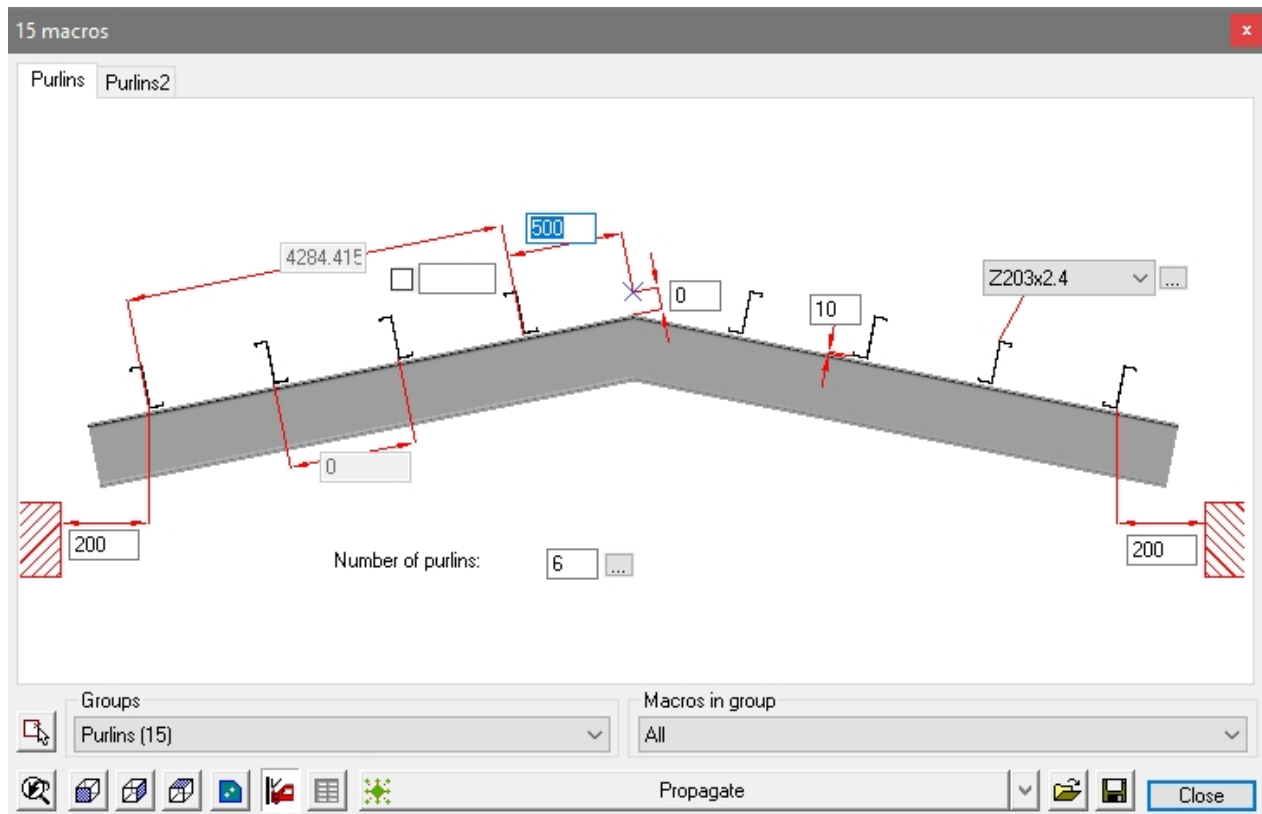 15 macros
x
Purlins
Purlins2
500
4284.415
0
Z203x2.4
...
10
0
200
200
Number of purlins:
6
...
Groups
Macros in group
Purlins (15)
All
Propagate
Close